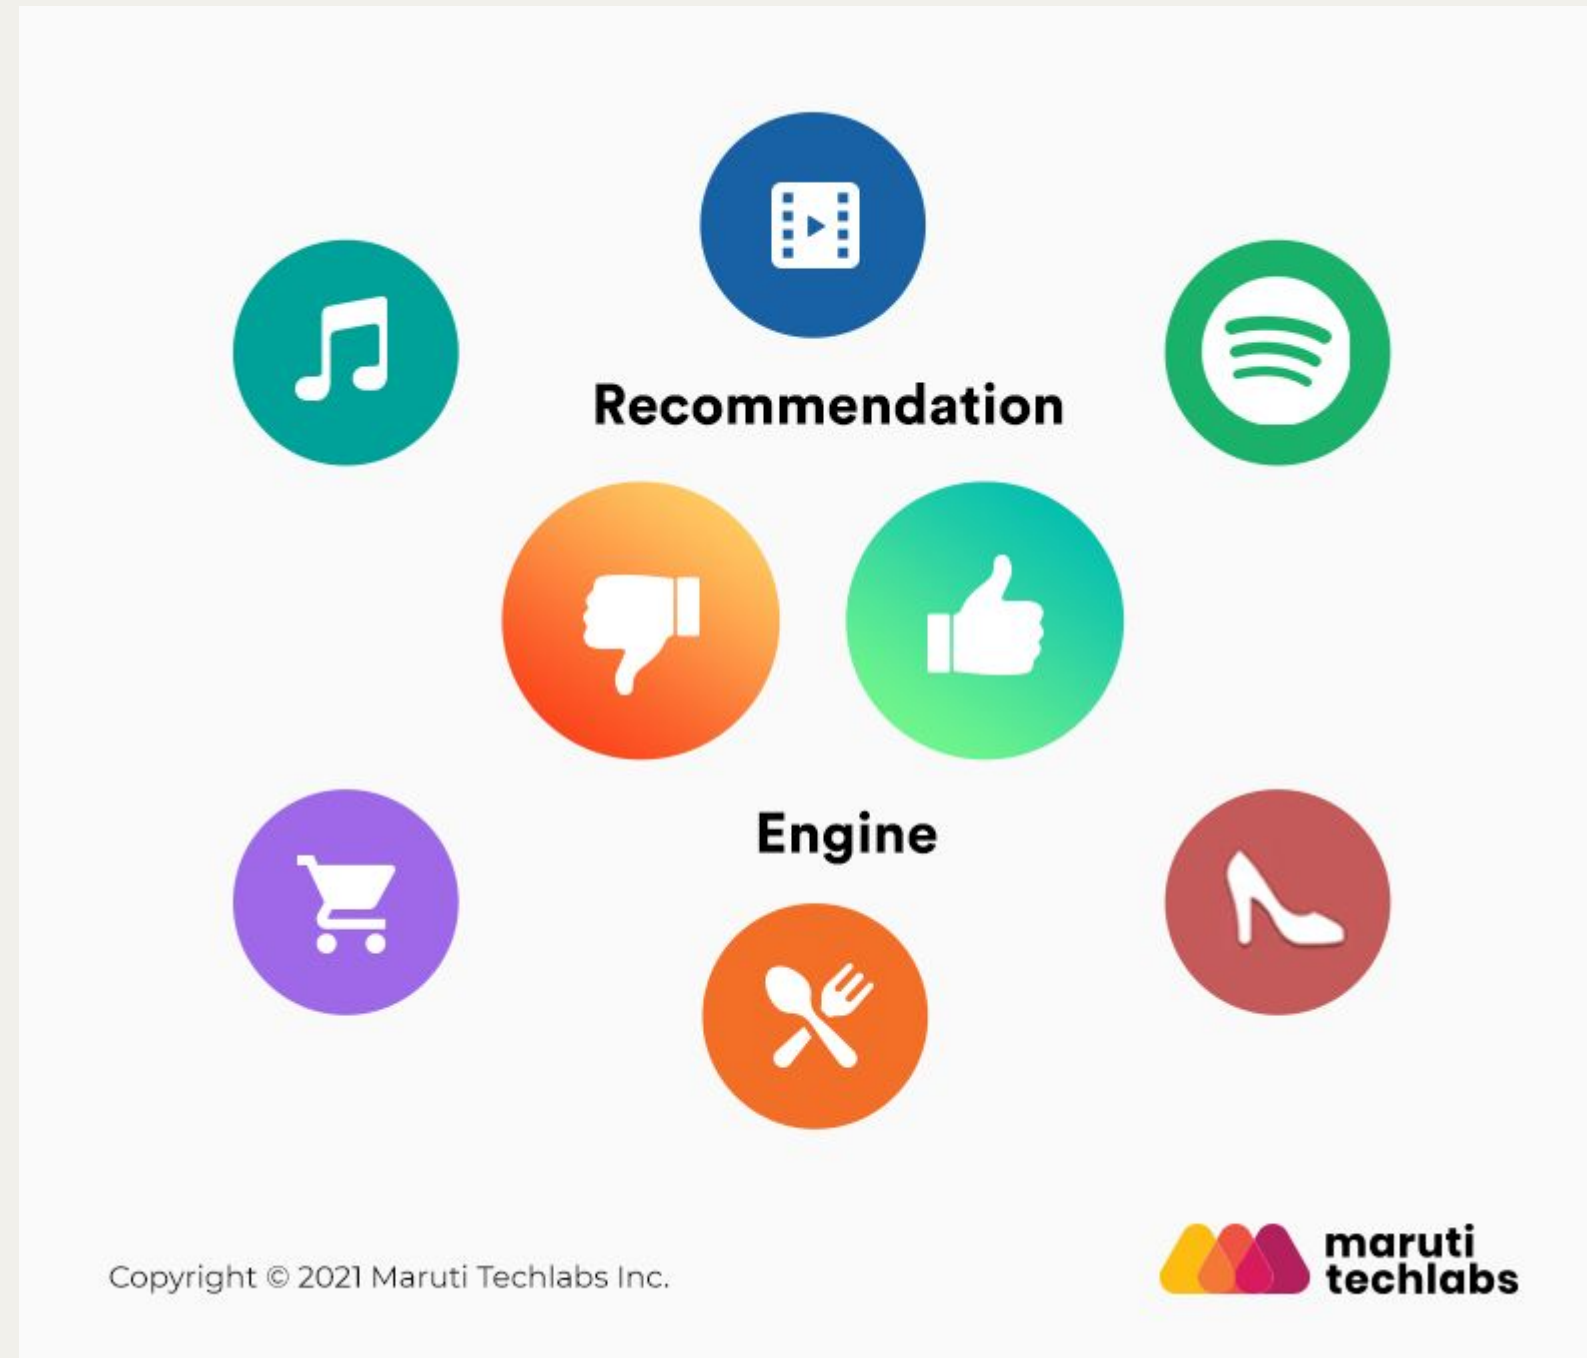 Recommendation
Engine
Copyright © 2021 Maruti Techlabs Inc.
maruti
techlabs